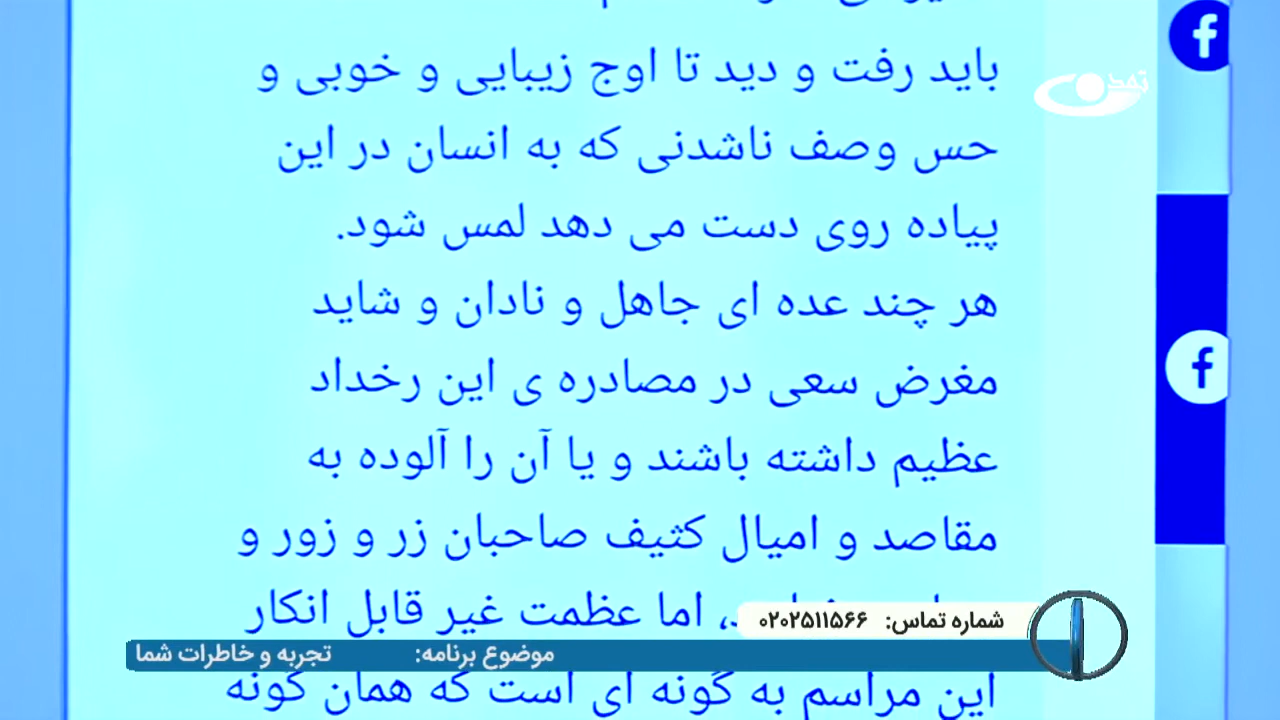 باید رفت و دید تا اوج زیبایی و خوبی و
حس وصف ناشدنی که به انسان در این
پیاده روی دست می دهد لمس شود.
هر چند عده ای جاهل و نادان و شاید
مغرض سعی در مصادره ی این رخداد
عظیم داشته باشند و یا آن را آلوده به
مقاصد و امیال کثیف صاحبان زر و زور و
، اما عظمت غیر قابل انکار
این مراسم به گونه ای است که همان گونه
تمدن
شماره تماس: ۰۲۰۲۵۱۱۵۶۶
موضوع برنامه: تجربه و خاطرات شما